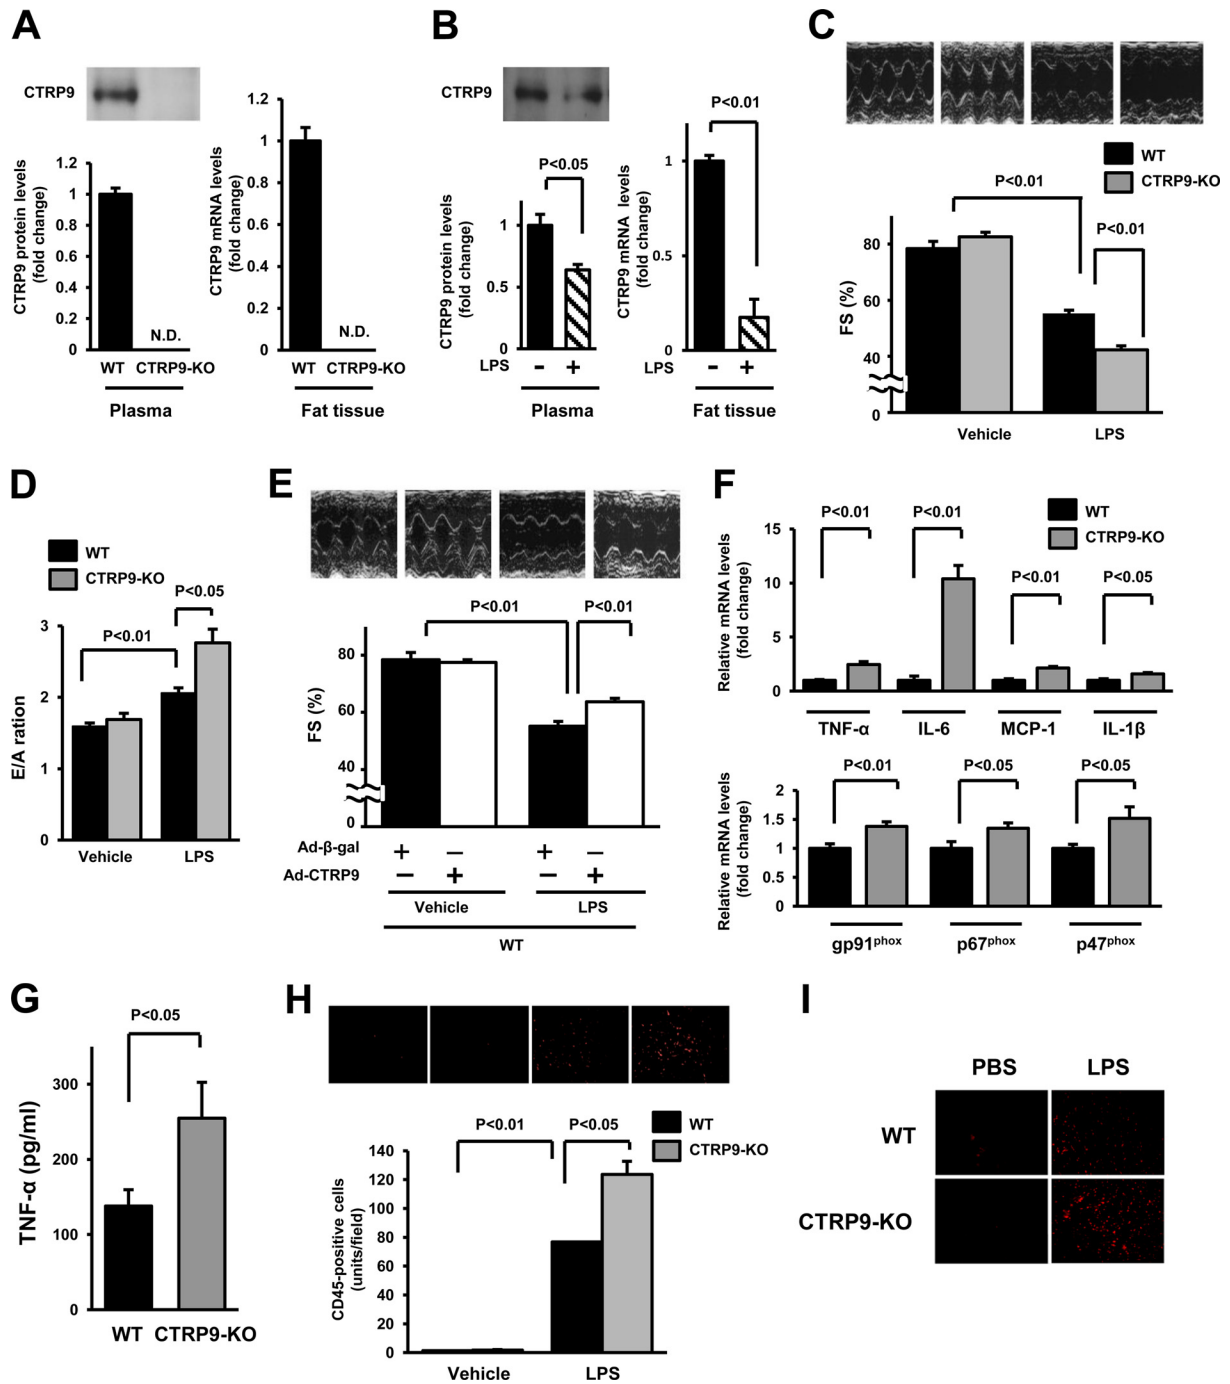 A
CTRP9
CTRP9 protein levels
(fold change)
1.2
1
0.8
0.6
0.4
0.2
0
N.D.
WT CTRP9-KO
Plasma
CTRP9 mRNA levels
(fold change)
1.2
1
0.8
0.6
0.4
0.2
0
N.D.
WT CTRP9-KO
Fat tissue
B
CTRP9
P<0.05
CTRP9 protein levels
(fold change)
1
0.5
0
LPS - +
Plasma
P<0.01
CTRP9 mRNA levels
(fold change)
1
0.5
0
LPS - +
Fat tissue
C
WT
CTRP9-KO
P<0.01
P<0.01
FS (%)
80
60
40
0
Vehicle LPS
D
WT
CTRP9-KO
P<0.05
P<0.01
E/A ration
3
2
1
0
Vehicle LPS
E
P<0.01 P<0.01
FS (%)
80
60
40
0
Ad-β-gal + – + –
Ad-CTRP9 – + – +
Vehicle LPS
WT
F
WT
CTRP9-KO
P<0.01 P<0.01
P<0.01 P<0.05
Relative mRNA levels
(fold change)
15
10
5
0
TNF-α IL-6 MCP-1 IL-1β
P<0.01 P<0.05 P<0.05
Relative mRNA levels
(fold change)
2
1.5
1
0.5
0
gp91phox p67phox p47phox
G
P<0.05
TNF-α (pg/ml)
300
200
100
0
WT CTRP9-KO
H
WT
CTRP9-KO
P<0.01 P<0.05
CD45-positive cells
(units/field)
140
120
100
80
60
40
20
0
Vehicle LPS
I
PBS LPS
WT
CTRP9-KO